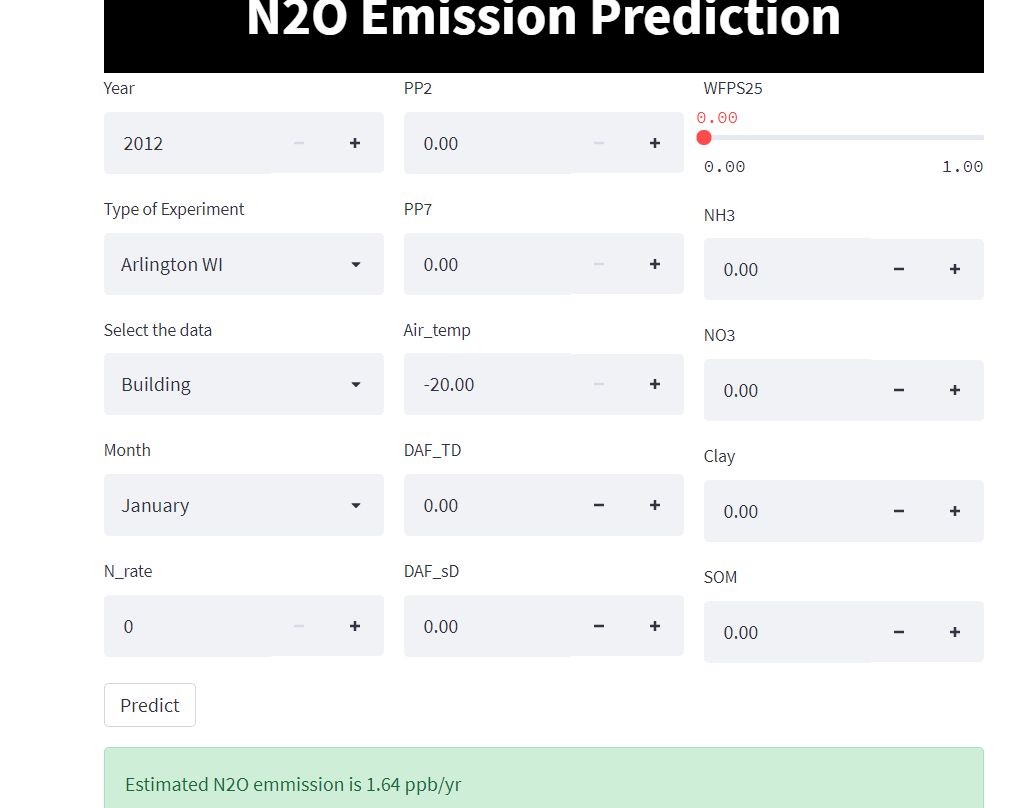 N2O Emission Prediction
Year
2012
Type of Experiment
Arlington WI
Select the data
Building
Month
January
N_rate
0
PP2
0.00
PP7
0.00
Air_temp
-20.00
DAF_TD
0.00
DAF_sD
0.00
WFPS25
0.00
0.00 1.00
NH3
0.00
NO3
0.00
Clay
0.00
SOM
0.00
Predict
Estimated N2O emmission is 1.64 ppb/yr